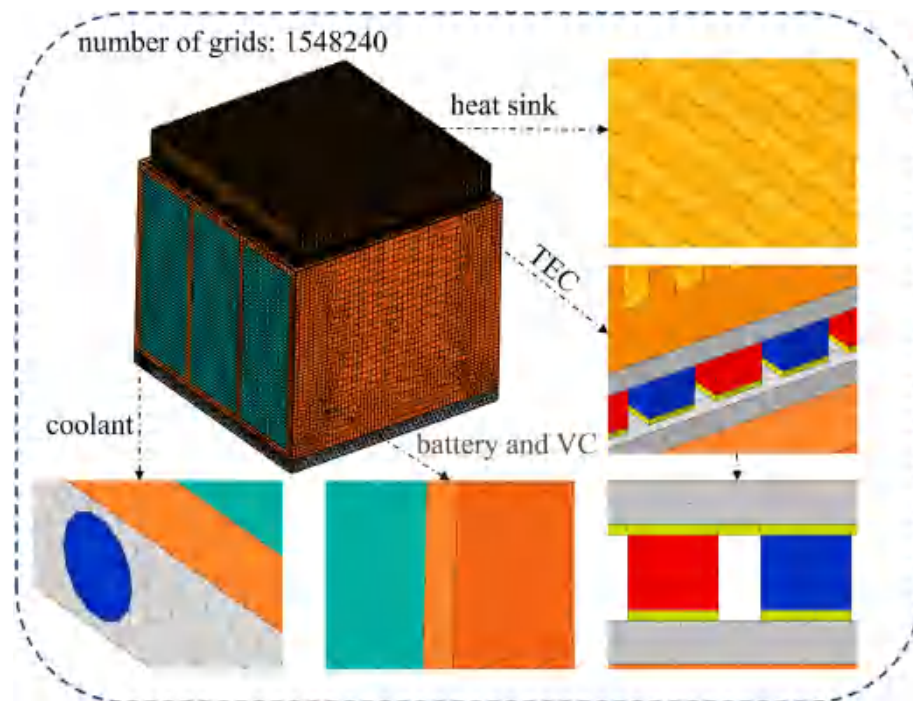 number of grids: 1548240
heat sink
TEC
coolant
battery and VC